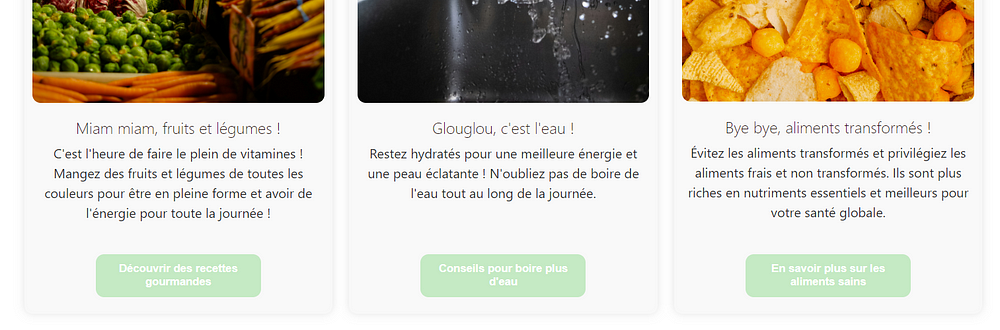 Miam miam, fruits et légumes !
C'est l'heure de faire le plein de vitamines !
Mangez des fruits et légumes de toutes les
couleurs pour être en pleine forme et avoir de
l'énergie pour toute la journée !
Découvrir des recettes
gourmandes
Glouglou, c'est l'eau !
Restez hydratés pour une meilleure énergie et
une peau éclatante ! N'oubliez pas de boire de
l'eau tout au long de la journée.
Conseils pour boire plus
d'eau
Bye bye, aliments transformés !
Évitez les aliments transformés et privilégiez les
aliments frais et non transformés. Ils sont plus
riches en nutriments essentiels et meilleurs pour
votre santé globale.
En savoir plus sur les
aliments sains